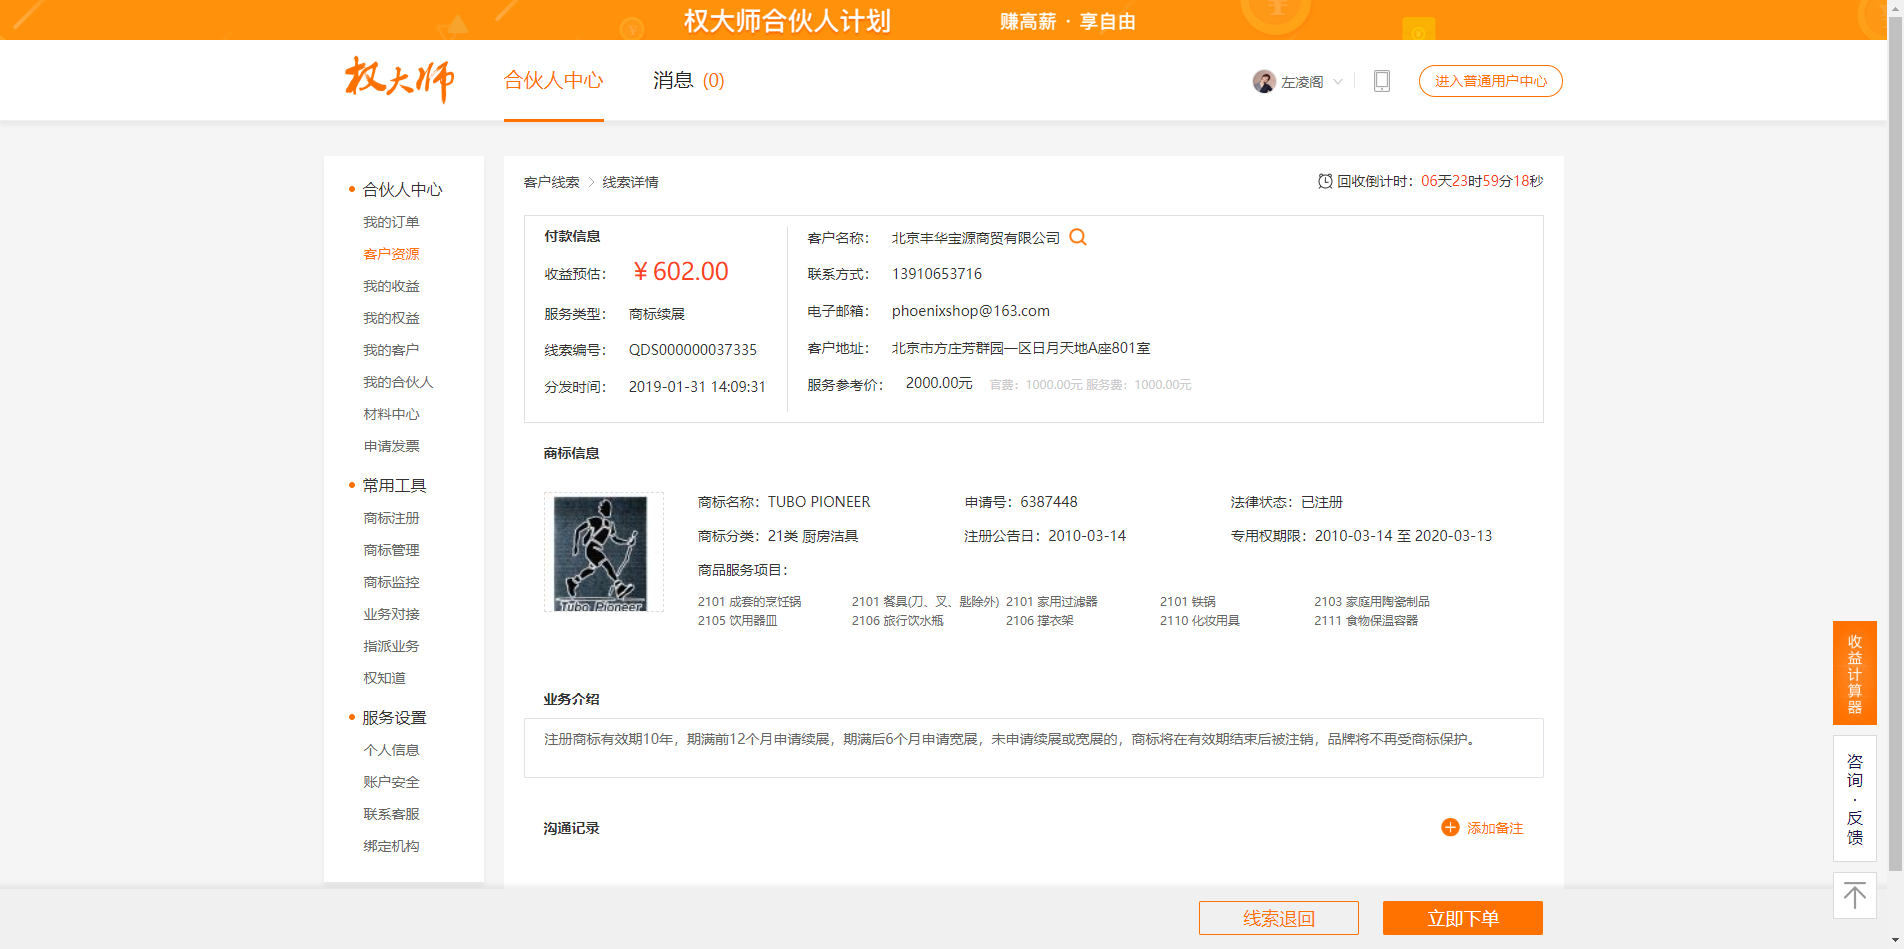 权大师合伙人计划 赚高薪 · 享自由
权大师 合伙人中心 消息 (0) 左凌阁 进入普通用户中心
合伙人中心
我的订单
客户资源
我的收益
我的权益
我的客户
我的合伙人
材料中心
申请发票
常用工具
商标注册
商标管理
商标监控
业务对接
指派业务
权知道
服务设置
个人信息
账户安全
联系客服
绑定机构
客户线索 > 线索详情 回收倒计时：06天23时59分18秒
付款信息
收益预估： ￥602.00
服务类型： 商标续展
线索编号： QDS000000037335
分发时间： 2019-01-31 14:09:31
客户名称： 北京丰华宝源商贸有限公司
联系方式： 13910653716
电子邮箱： phoenixshop@163.com
客户地址： 北京市方庄芳群园一区日月天地A座801室
服务参考价： 2000.00元 官费：1000.00元 服务费：1000.00元
商标信息
Tubo Pioneer
商标名称：TUBO PIONEER 申请号：6387448 法律状态：已注册
商标分类：21类 厨房洁具 注册公告日：2010-03-14 专用权期限：2010-03-14 至 2020-03-13
商品服务项目：
2101 成套的烹饪锅 2101 餐具(刀、叉、匙除外) 2101 家用过滤器 2101 铁锅 2103 家庭用陶瓷制品
2105 饮用器皿 2106 旅行饮水瓶 2106 撑衣架 2110 化妆用具 2111 食物保温容器
业务介绍
注册商标有效期10年，期满前12个月申请续展，期满后6个月申请宽展，未申请续展或宽展的，商标将在有效期结束后被注销，品牌将不再受商标保护。
沟通记录 添加备注
线索退回 立即下单
收益计算器
咨询·反馈